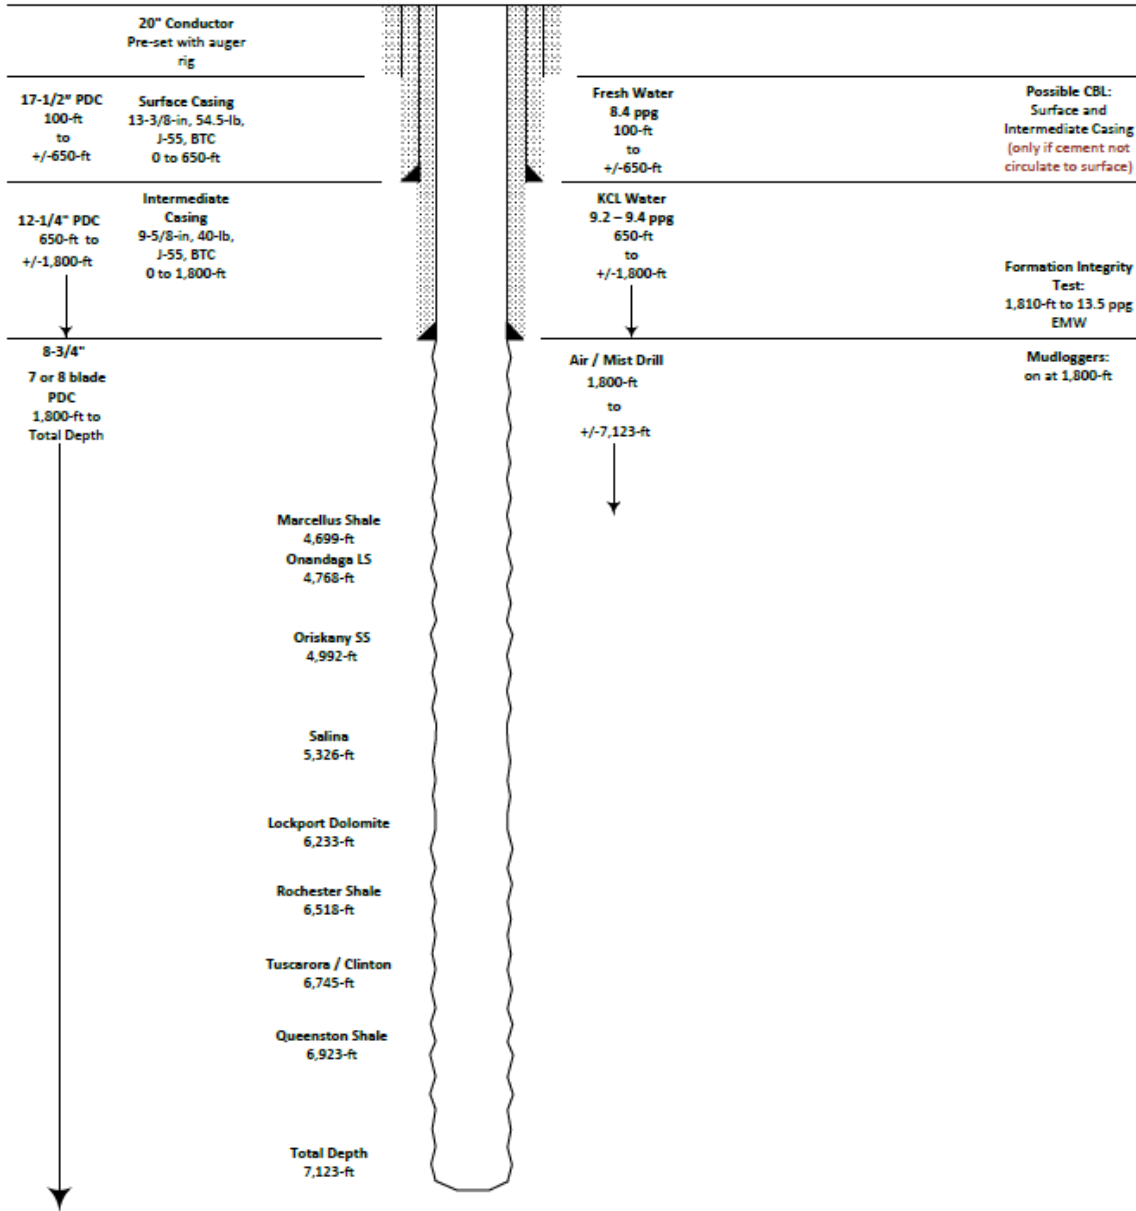 20" Conductor
Pre-set with auger
rig
17-1/2" PDC
100-ft
to
+/-650-ft
Surface Casing
13-3/8-in, 54.5-lb,
J-55, BTC
0 to 650-ft
Fresh Water
8.4 ppg
100-ft
to
+/-650-ft
Possible CBL:
Surface and
Intermediate Casing
(only if cement not
circulate to surface)
12-1/4" PDC
650-ft to
+/-1,800-ft
Intermediate
Casing
9-5/8-in, 40-lb,
J-55, BTC
0 to 1,800-ft
KCL Water
9.2 – 9.4 ppg
650-ft
to
+/-1,800-ft
Formation Integrity
Test:
1,810-ft to 13.5 ppg
EMW
8-3/4"
7 or 8 blade
PDC
1,800-ft to
Total Depth
Air / Mist Drill
1,800-ft
to
+/-7,123-ft
Mudloggers:
on at 1,800-ft
Marcellus Shale
4,699-ft
Onandaga LS
4,768-ft
Oriskany SS
4,992-ft
Salina
5,326-ft
Lockport Dolomite
6,233-ft
Rochester Shale
6,518-ft
Tuscarora / Clinton
6,745-ft
Queenston Shale
6,923-ft
Total Depth
7,123-ft